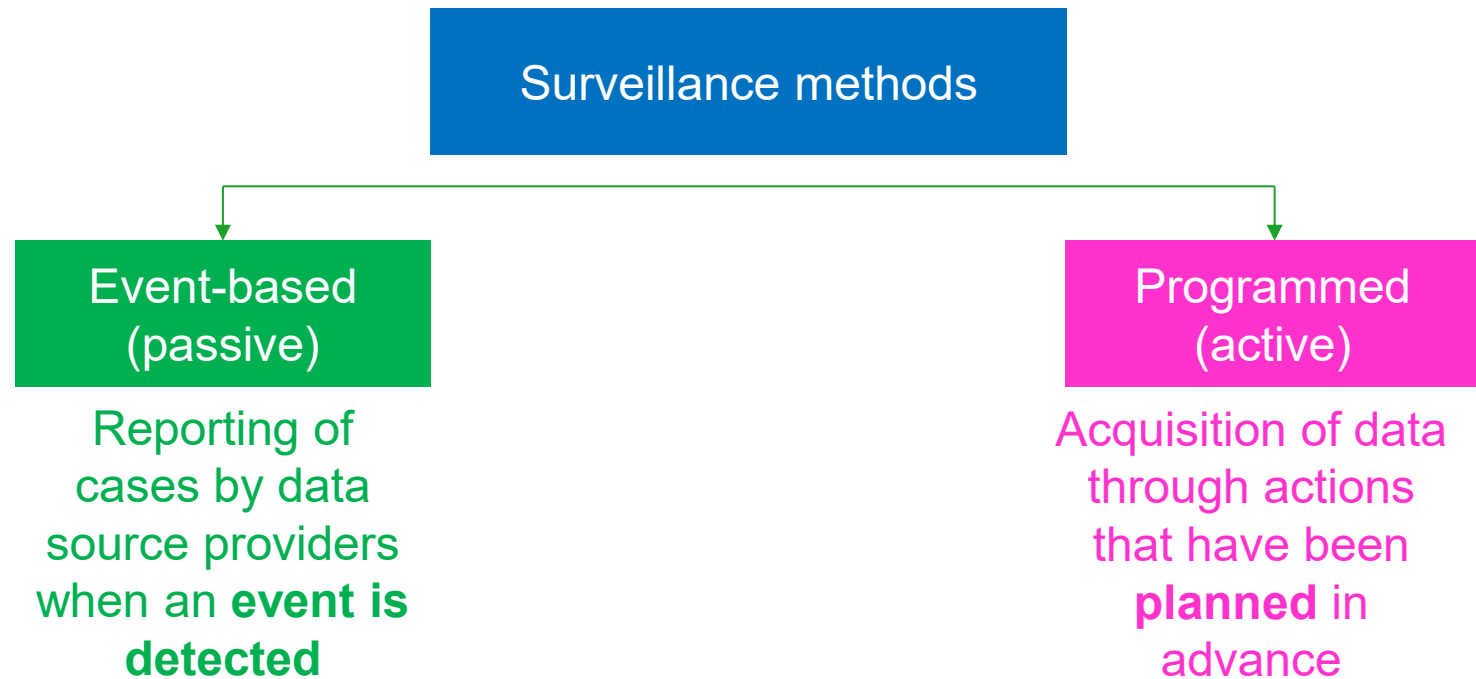 Surveillance methods
Event-based
(passive)
Reporting of
cases by data
source providers
when an event is
detected
Programmed
(active)
Acquisition of data
through actions
that have been
planned in
advance